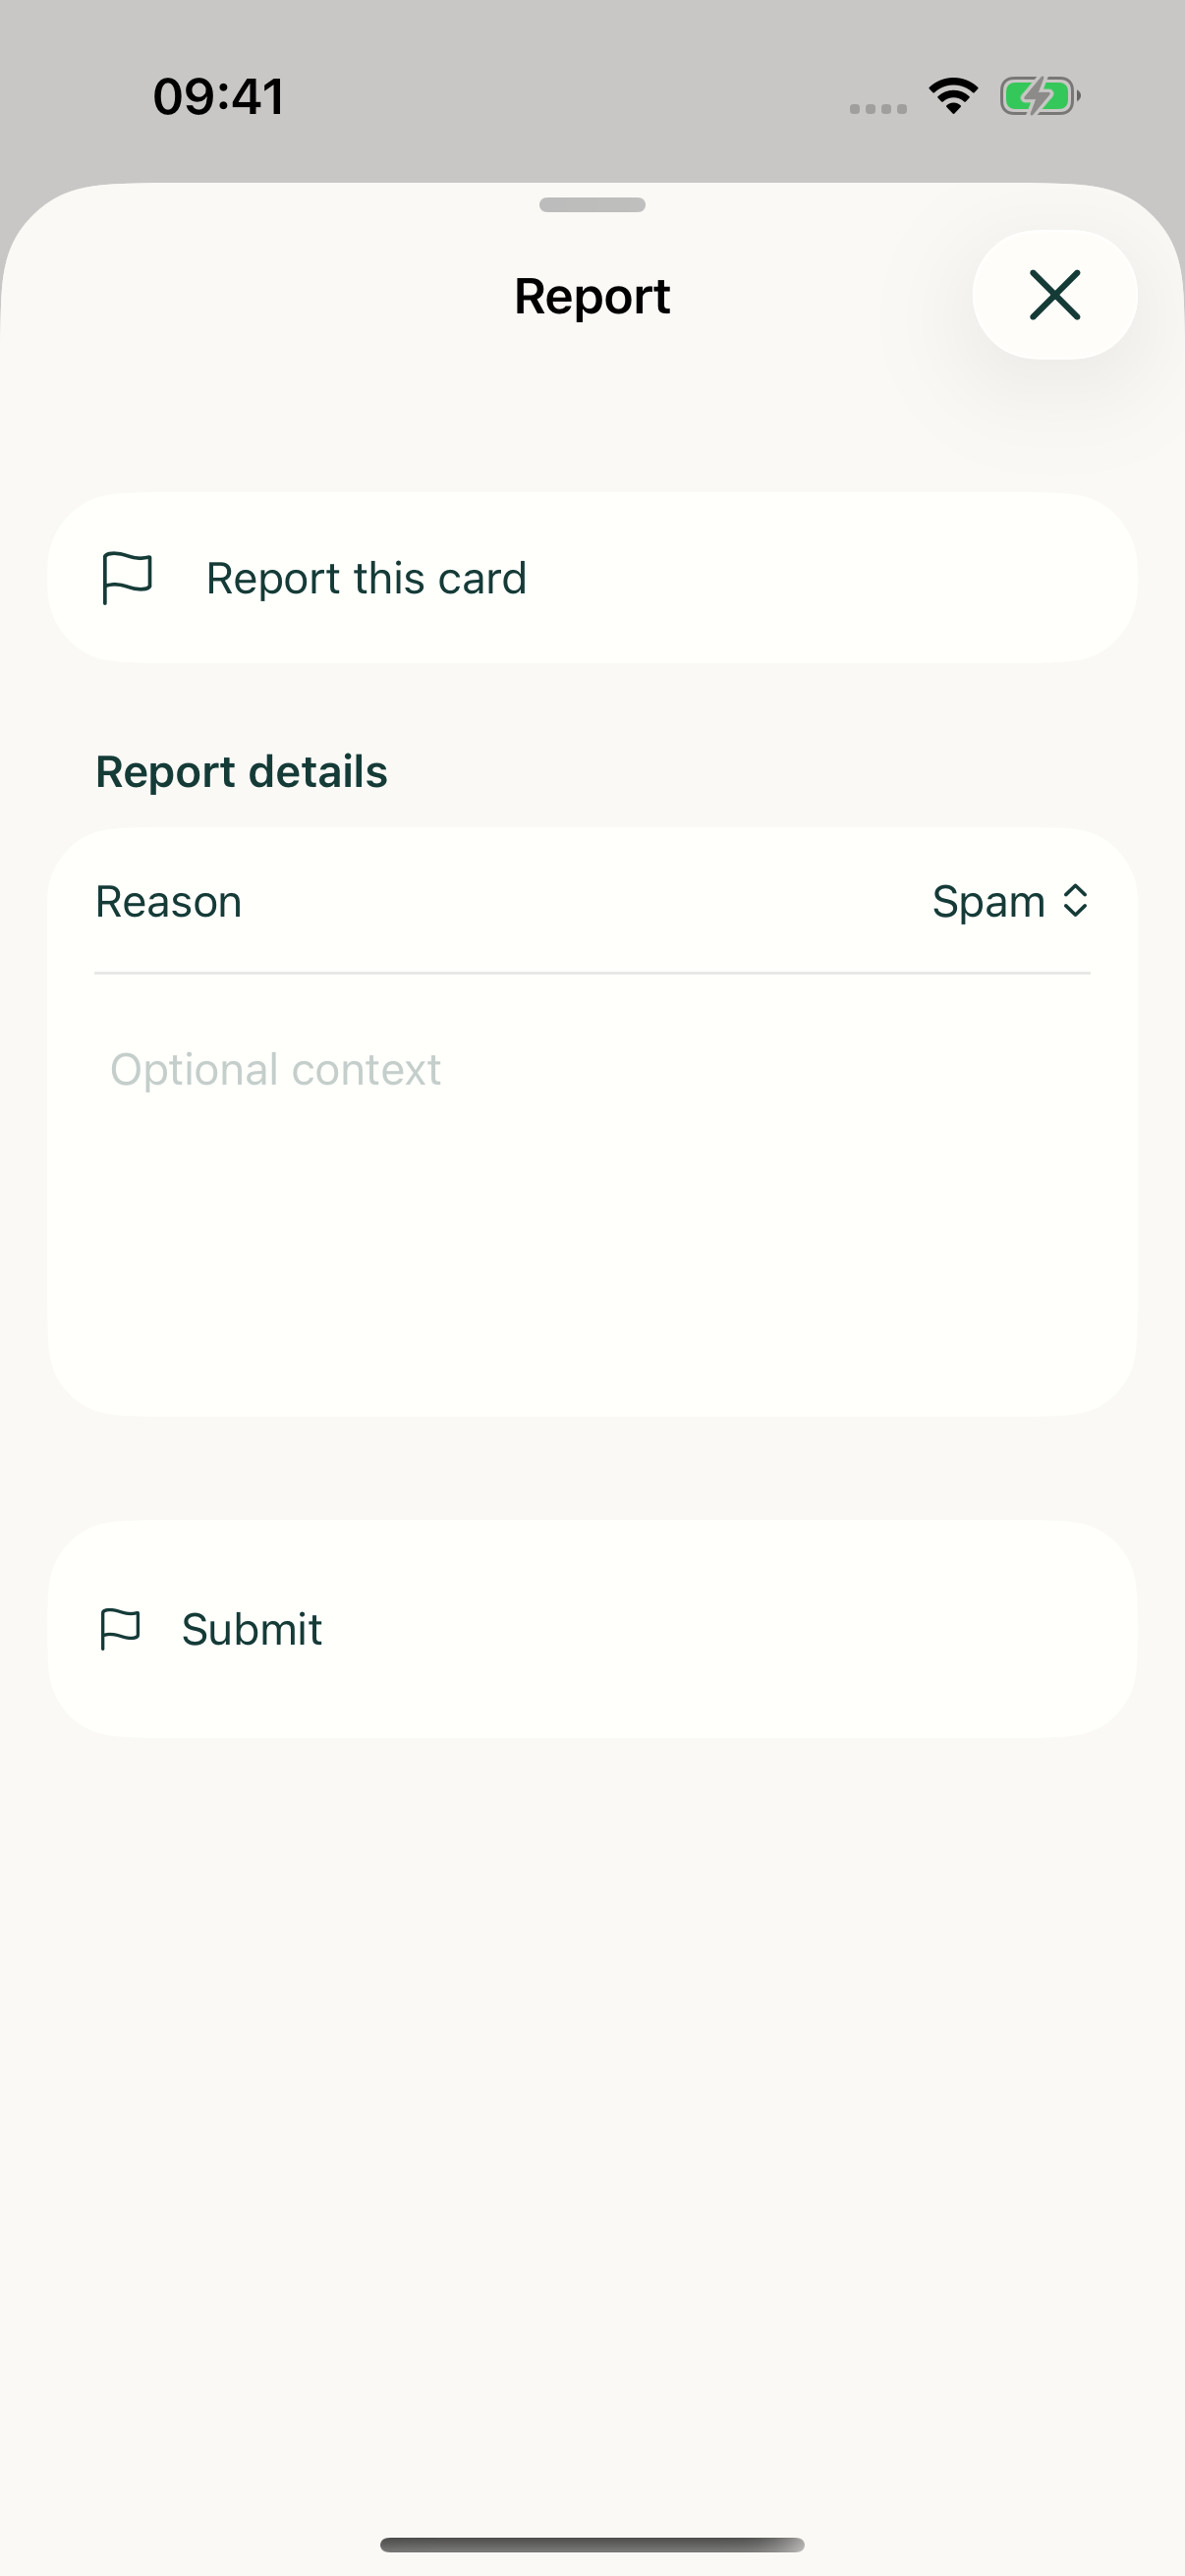 09:41
Report
Report this card
Report details
Reason
Spam
Optional context
Submit